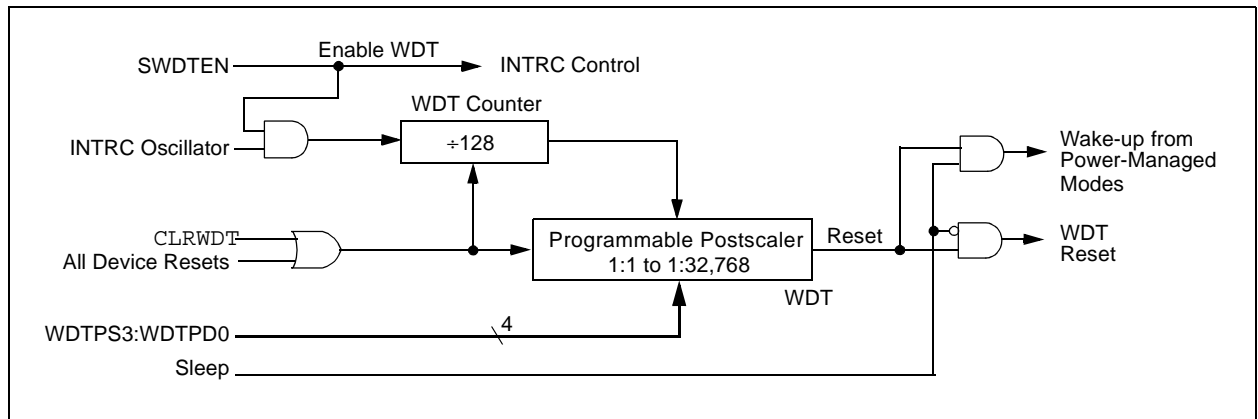 Enable WDT
SWDTEN
INTRC Control
WDT Counter
INTRC Oscillator
÷128
Wake-up from
Power-Managed
Modes
CLRWDT
All Device Resets
Programmable Postscaler
1:1 to 1:32,768
Reset
WDT
Reset
WDT
WDTPS3:WDTPD0
4
Sleep